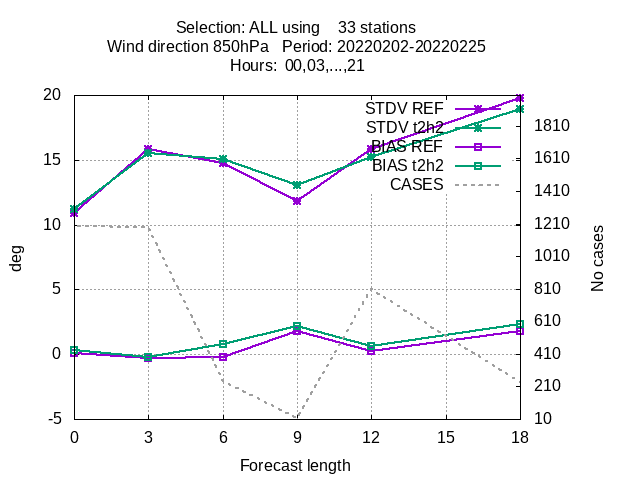 Selection: ALL using    33 stations
Wind direction 850hPa   Period: 20220202-20220225
Hours:  00,03,...,21
20
15
10
5
0
-5
deg
STDV REF
STDV t2h2
BIAS REF
BIAS t2h2
CASES
1810
1610
1410
1210
1010
810
610
410
210
10
No cases
0 3 6 9 12 15 18
Forecast length